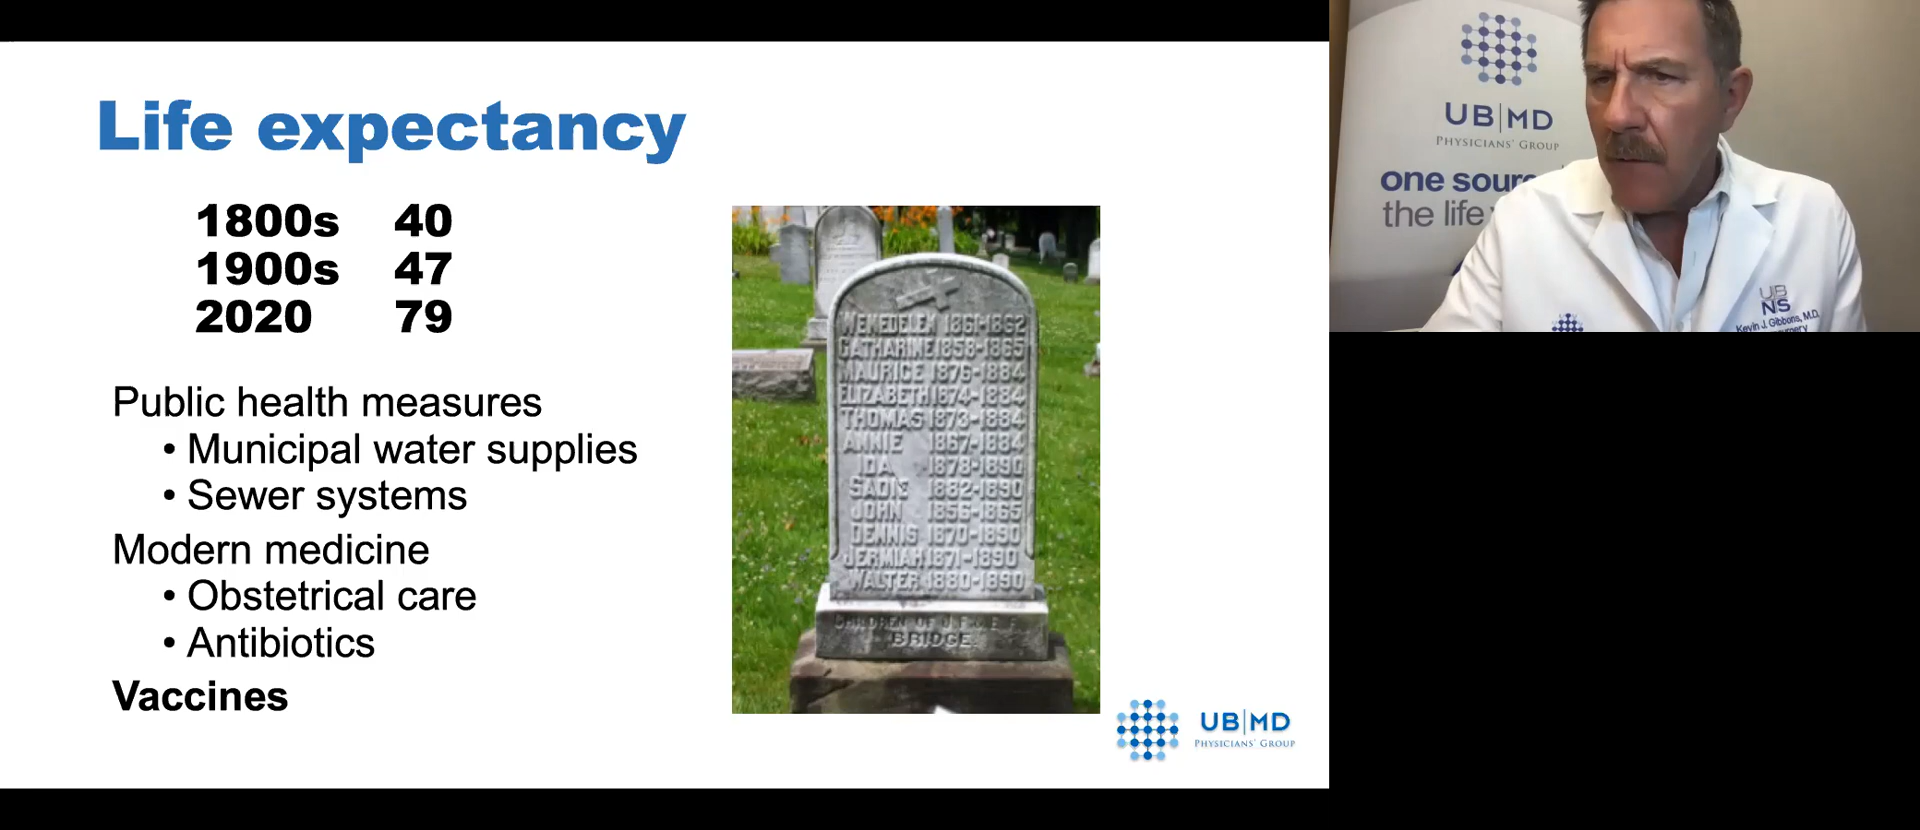 Life expectancy
1800s 40
1900s 47
2020 79
Public health measures
• Municipal water supplies
• Sewer systems
Modern medicine
• Obstetrical care
• Antibiotics
Vaccines
WENEDELEN 1861-1862
CATHARINE 1858-1865
MAURICE 1876-1884
ELIZABETH 1874-1884
THOMAS 1873-1884
ANNIE 1867-1884
IDA 1878-1890
SADIE 1882-1890
JOHN 1856-1865
DENNIS 1870-1890
JERMIAH 1871-1890
WALTER 1880-1890
CHILDREN OF J.F.
BRIDGE.
UB|MD
PHYSICIANS' GROUP
UB|MD
PHYSICIANS' GROUP
one sour
the life
UB
NS
Kevin J. Gibbons, M.D.